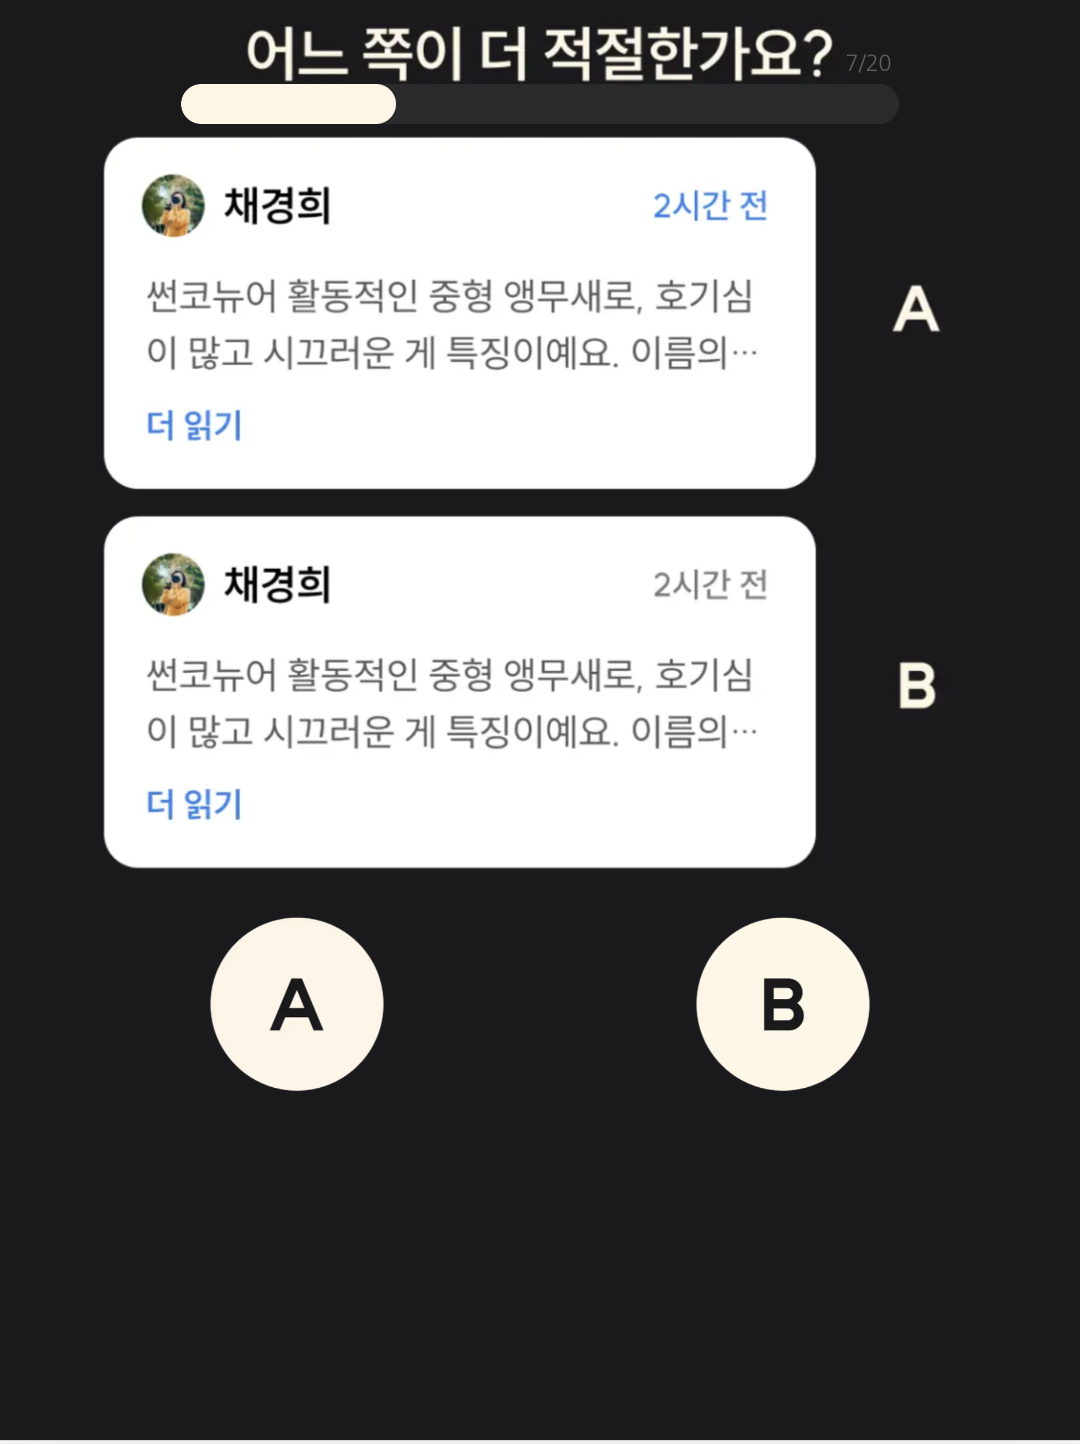 어느 쪽이 더 적절한가요? 7/20
채경희 2시간 전
썬코뉴어 활동적인 중형 앵무새로, 호기심
이 많고 시끄러운 게 특징이예요. 이름의…
더 읽기
A
채경희 2시간 전
썬코뉴어 활동적인 중형 앵무새로, 호기심
이 많고 시끄러운 게 특징이예요. 이름의…
더 읽기
B
A B